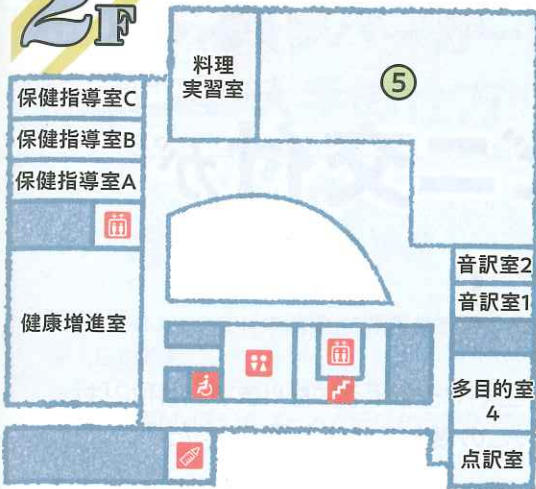 2F
料理
実習室
⑤
保健指導室C
保健指導室B
保健指導室A
健康増進室
音訳室2
音訳室1
多目的室
4
点訳室